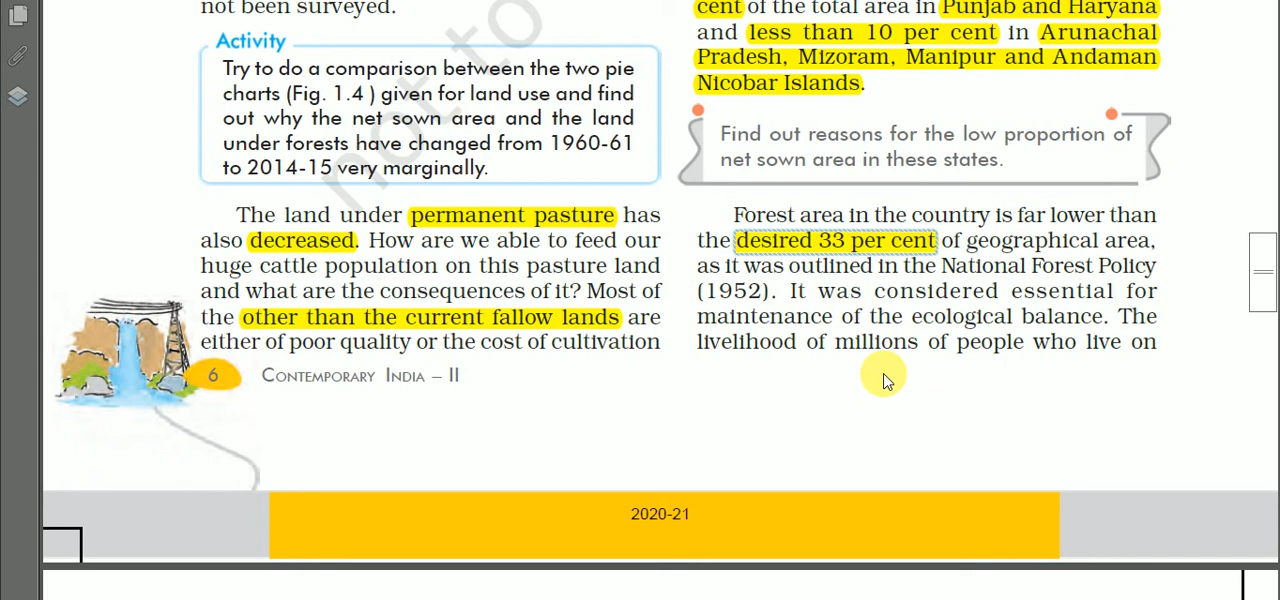 not been surveyed.
Activity
Try to do a comparison between the two pie
charts (Fig. 1.4 ) given for land use and find
out why the net sown area and the land
under forests have changed from 1960-61
to 2014-15 very marginally.
The land under permanent pasture has
also decreased. How are we able to feed our
huge cattle population on this pasture land
and what are the consequences of it? Most of
the other than the current fallow lands are
either of poor quality or the cost of cultivation
cent of the total area in Punjab and Haryana
and less than 10 per cent in Arunachal
Pradesh, Mizoram, Manipur and Andaman
Nicobar Islands.
Find out reasons for the low proportion of
net sown area in these states.
Forest area in the country is far lower than
the desired 33 per cent of geographical area,
as it was outlined in the National Forest Policy
(1952). It was considered essential for
maintenance of the ecological balance. The
livelihood of millions of people who live on
6 Contemporary India – II
2020-21
not to